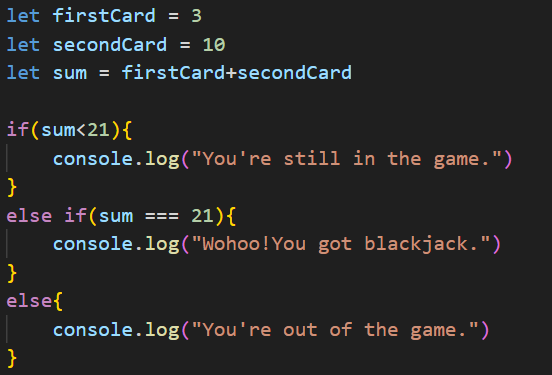 let firstCard = 3
let secondCard = 10
let sum = firstCard+secondCard

if(sum<21){
    console.log("You're still in the game.")
}
else if(sum === 21){
    console.log("Wohoo!You got blackjack.")
}
else{
    console.log("You're out of the game.")
}